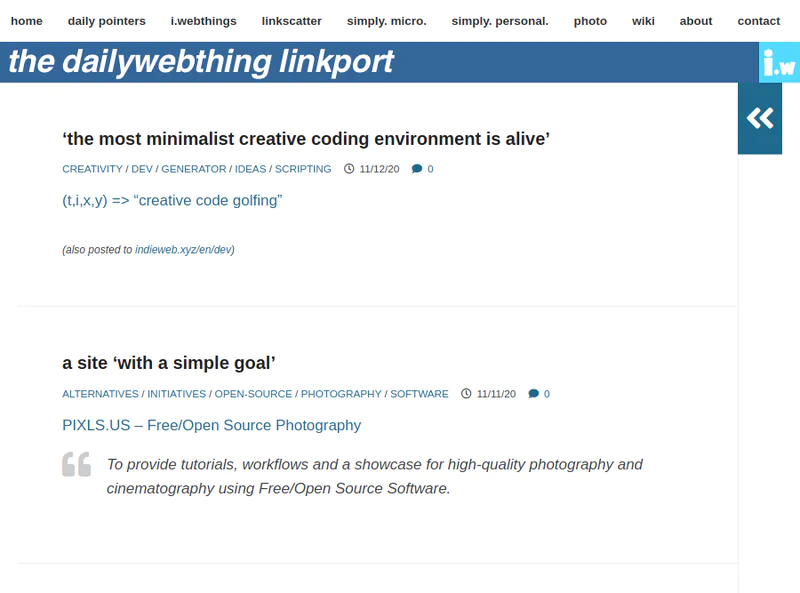 home daily pointers i.webthings linkscatter simply. micro. simply. personal. photo wiki about contact
the dailywebthing linkport i.w
‘the most minimalist creative coding environment is alive’
CREATIVITY / DEV / GENERATOR / IDEAS / SCRIPTING 11/12/20 0
(t,i,x,y) => “creative code golfing”
(also posted to indieweb.xyz/en/dev)
a site ‘with a simple goal’
ALTERNATIVES / INITIATIVES / OPEN-SOURCE / PHOTOGRAPHY / SOFTWARE 11/11/20 0
PIXLS.US – Free/Open Source Photography
To provide tutorials, workflows and a showcase for high-quality photography and
cinematography using Free/Open Source Software.